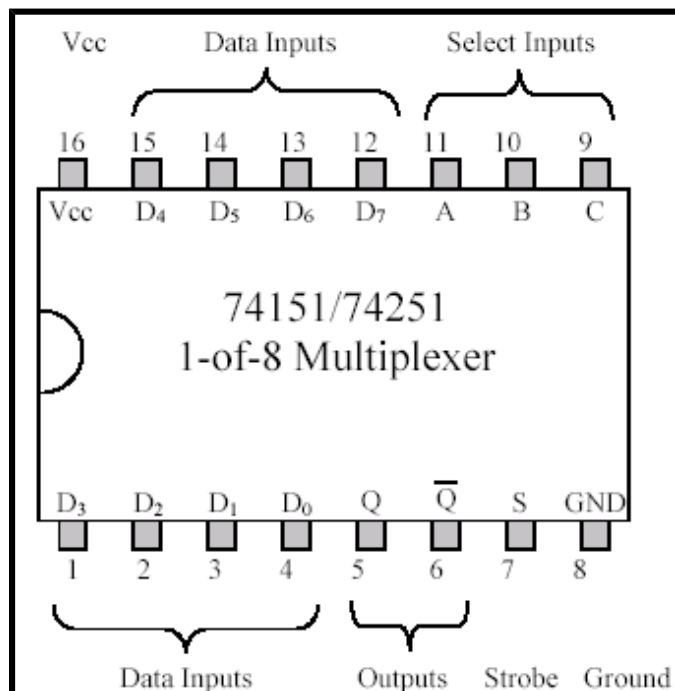 Vcc Data Inputs Select Inputs
16 15 14 13 12 11 10 9
Vcc D₄ D₅ D₆ D₇ A B C
74151/74251
1-of-8 Multiplexer
D₃ D₂ D₁ D₀ Q Q̅ S GND
1 2 3 4 5 6 7 8
Data Inputs Outputs Strobe Ground